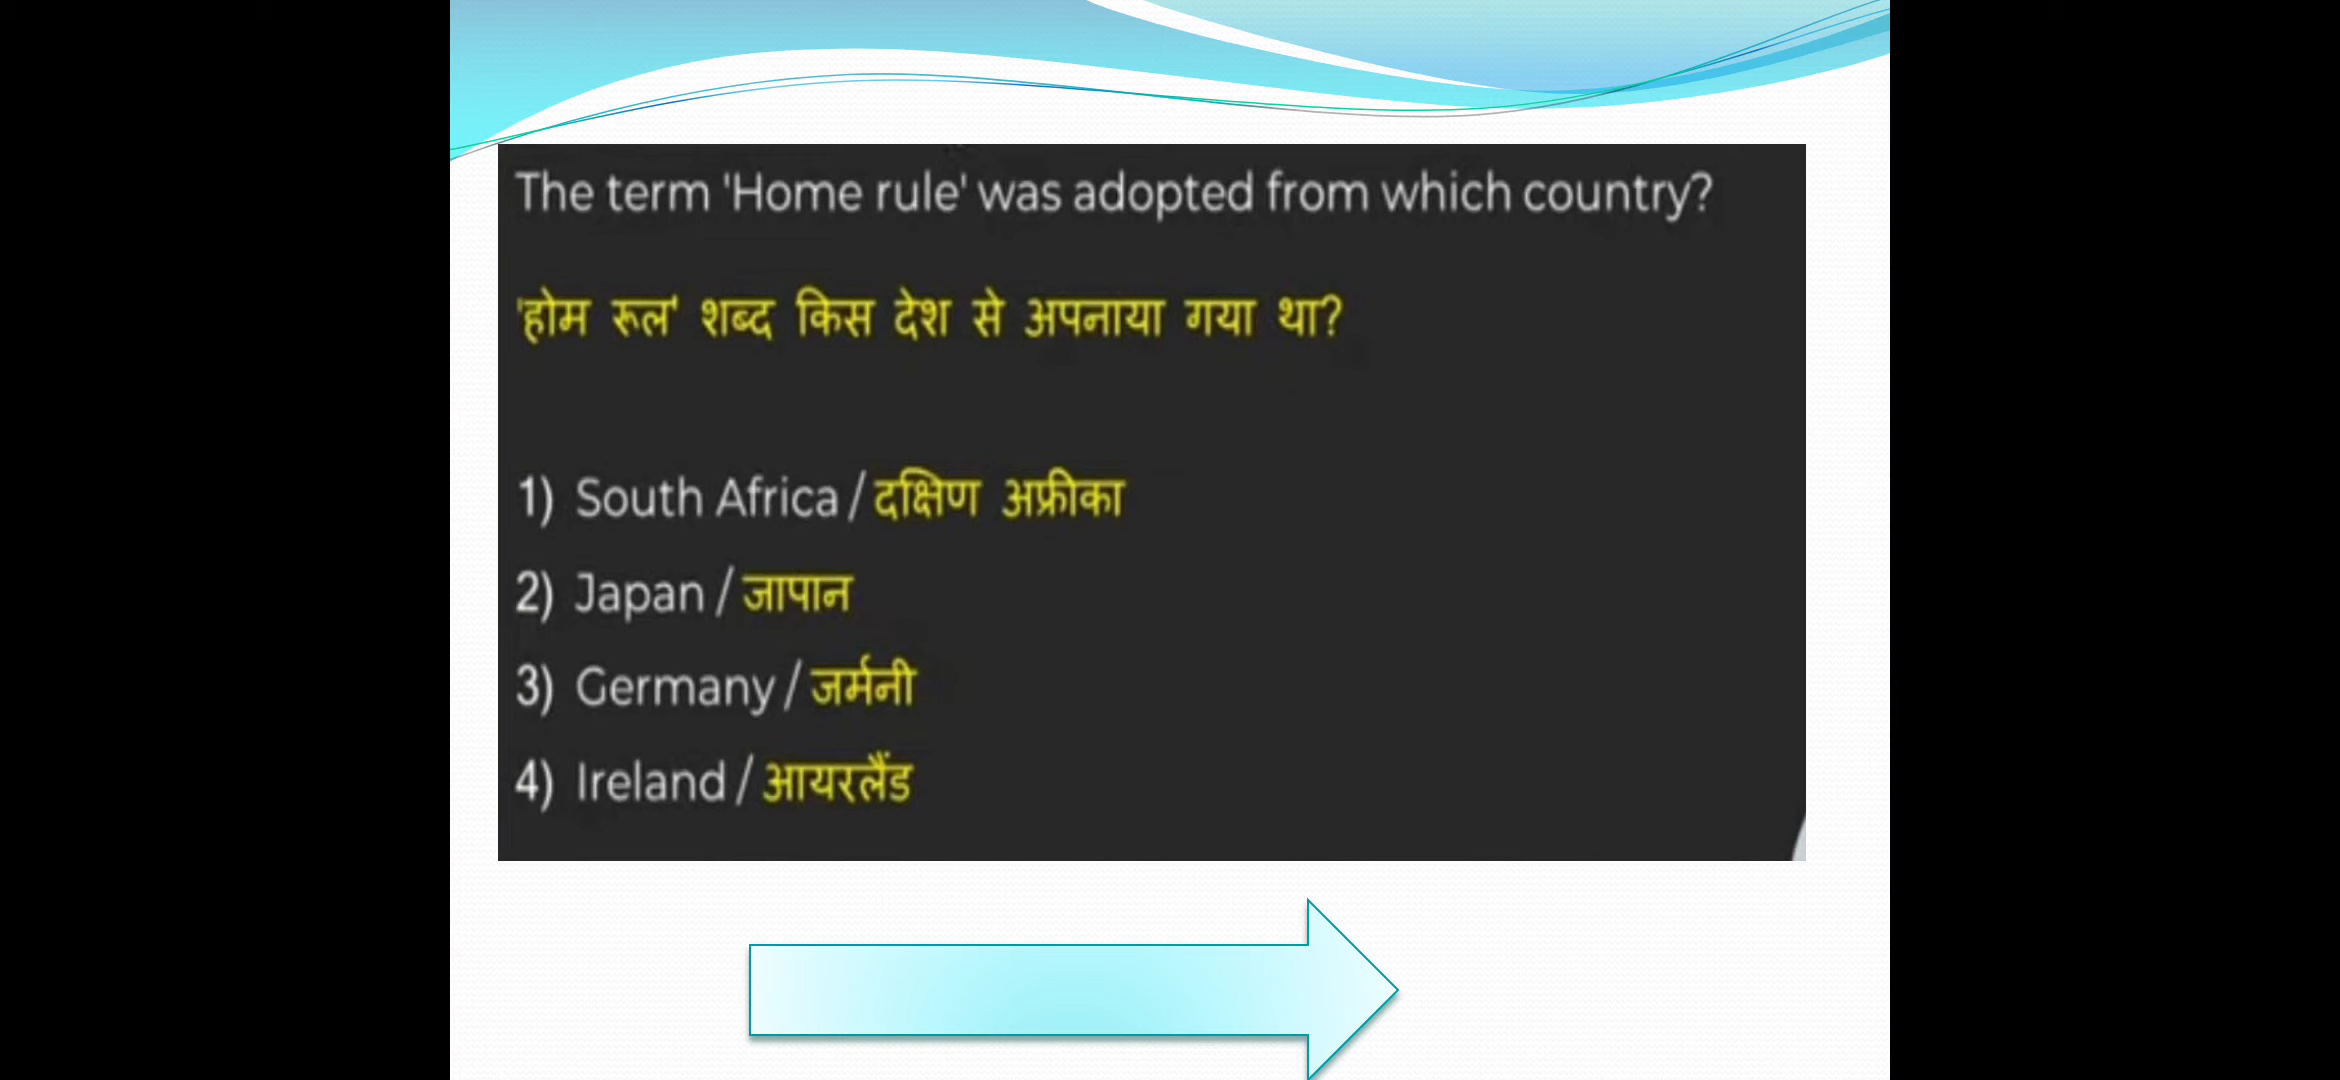 The term 'Home rule' was adopted from which country?
'होम रूल' शब्द किस देश से अपनाया गया था?
1) South Africa / दक्षिण अफ्रीका
2) Japan / जापान
3) Germany / जर्मनी
4) Ireland / आयरलैंड